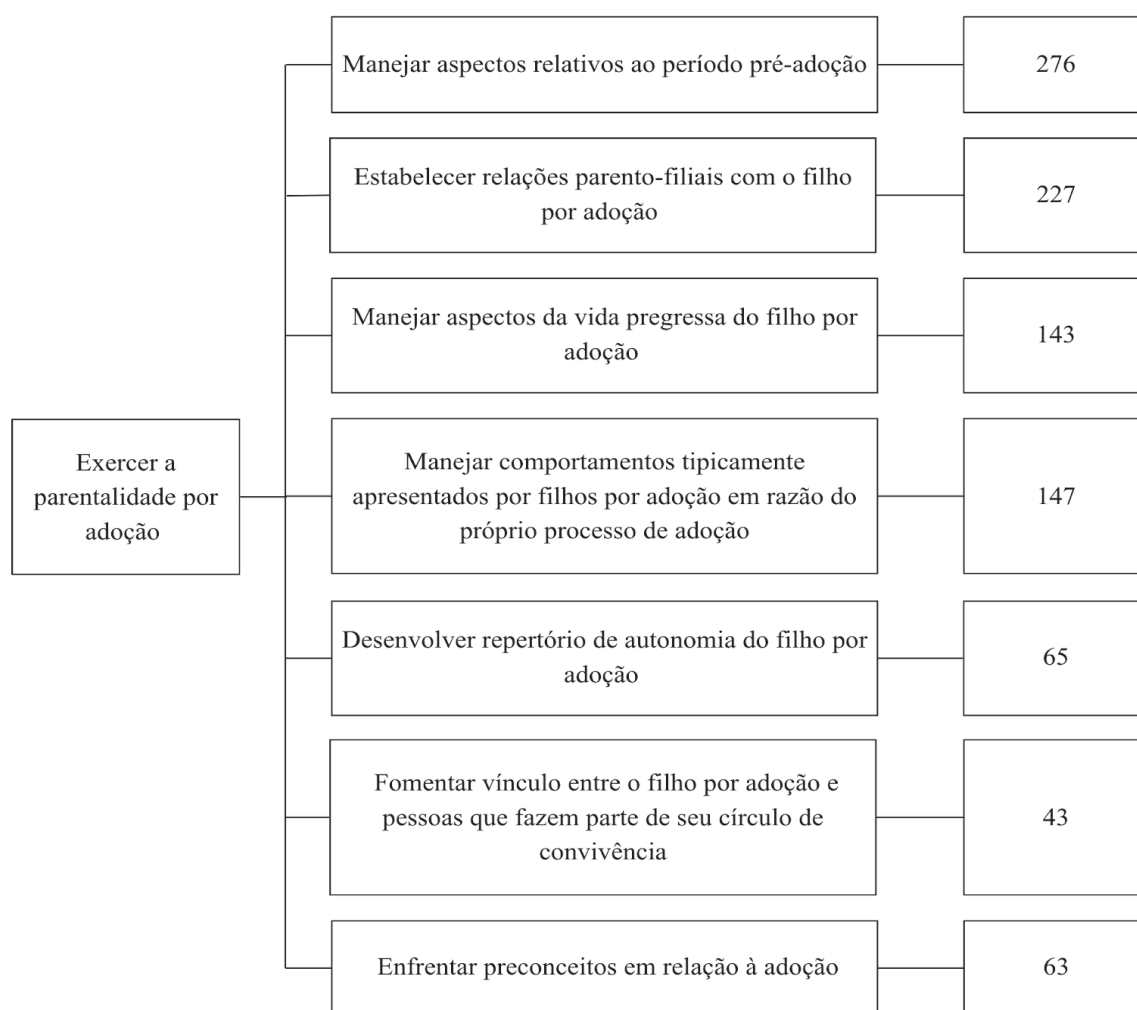 Manejar aspectos relativos ao período pré-adoção
276
Estabelecer relações parento-filiais com o filho
por adoção
227
Manejar aspectos da vida pregressa do filho por
adoção
143
Exercer a
parentalidade por
adoção
Manejar comportamentos tipicamente
apresentados por filhos por adoção em razão do
próprio processo de adoção
147
Desenvolver repertório de autonomia do filho por
adoção
65
Fomentar vínculo entre o filho por adoção e
pessoas que fazem parte de seu círculo de
convivência
43
Enfrentar preconceitos em relação à adoção
63